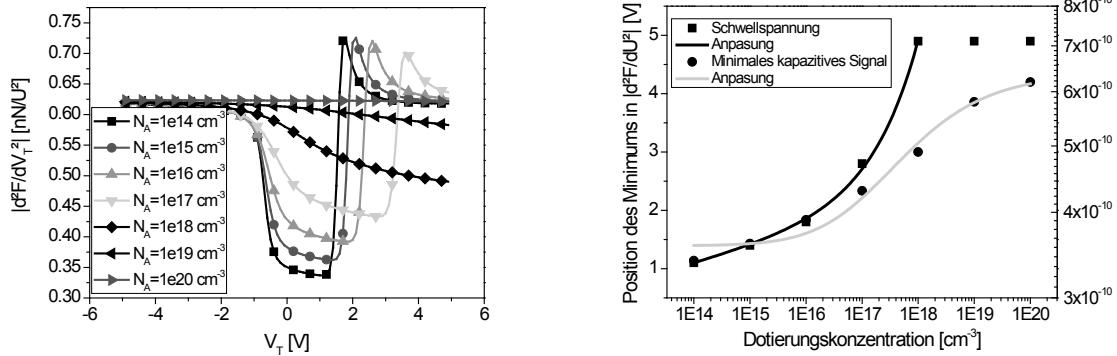 |d²F/dV_T²| [nN/U²]
0.75
0.70
0.65
0.60
0.55
0.50
0.45
0.40
0.35
0.30
N_A=1e14 cm⁻³
N_A=1e15 cm⁻³
N_A=1e16 cm⁻³
N_A=1e17 cm⁻³
N_A=1e18 cm⁻³
N_A=1e19 cm⁻³
N_A=1e20 cm⁻³
-6 -4 -2 0 2 4 6
V_T [V]
Position des Minimums in |d²F/dU²| [V]
5
4
3
2
1
Schwellspannung
Anpasung
Minimales kapazitives Signal
Anpasung
8x10⁻¹⁰
7x10⁻¹⁰
6x10⁻¹⁰
5x10⁻¹⁰
4x10⁻¹⁰
3x10⁻¹⁰
1E14 1E15 1E16 1E17 1E18 1E19 1E20
Dotierungskonzentration [cm⁻³]